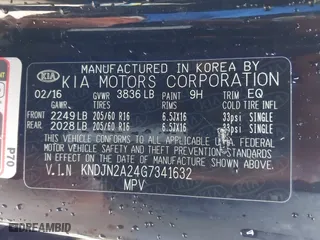 MANUFACTURED IN KOREA BY
KIA KIA MOTORS CORPORATION
02/16 GVWR 3836 LB PAINT 9H TRIM EQ
GAWR TIRES RIMS COLD TIRE INFL
FRONT 2249 LB 205/60 R16 6.5JX16 33psi SINGLE
REAR 2028 LB 205/60 R16 6.5JX16 33psi SINGLE
THIS VEHICLE CONFORMS TO ALL APPLICABLE U.S.A.
FEDERAL MOTOR VEHICLE SAFETY, BUMPER, AND
THEFT PREVENTION STANDARDS IN EFFECT ON THE
DATE OF MANUFACTURE SHOWN ABOVE.
V.I.N KNDJN2A24G7341632
MPV
P70